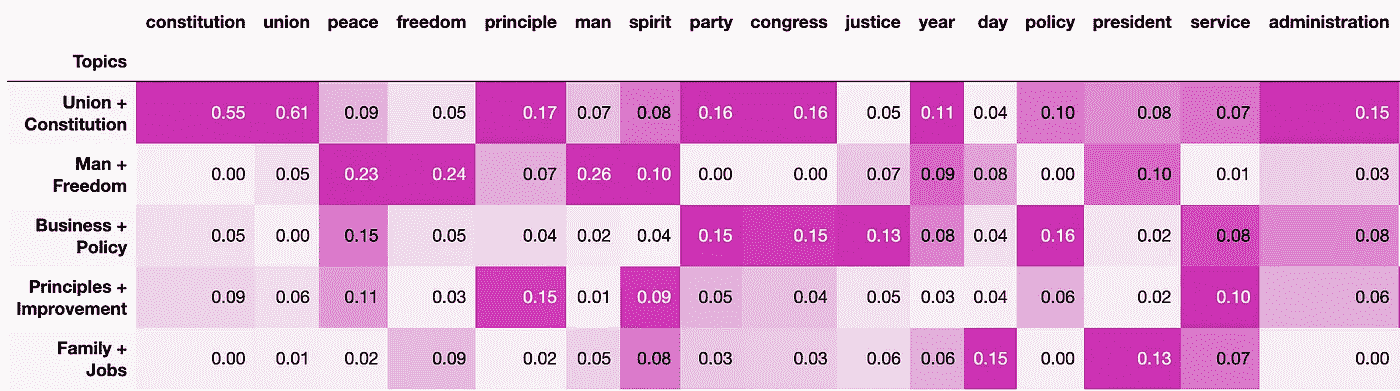 constitution union peace freedom principle man spirit party congress justice year day policy president service administration
Topics
Union +
Constitution 0.55 0.61 0.09 0.05 0.17 0.07 0.08 0.16 0.16 0.05 0.11 0.04 0.10 0.08 0.07 0.15
Man +
Freedom 0.00 0.05 0.23 0.24 0.07 0.26 0.10 0.00 0.00 0.07 0.09 0.08 0.00 0.10 0.01 0.03
Business +
Policy 0.05 0.00 0.15 0.05 0.04 0.02 0.04 0.15 0.15 0.13 0.08 0.04 0.16 0.02 0.08 0.08
Principles +
Improvement 0.09 0.06 0.11 0.03 0.15 0.01 0.09 0.05 0.04 0.05 0.03 0.04 0.06 0.02 0.10 0.06
Family +
Jobs 0.00 0.01 0.02 0.09 0.02 0.05 0.08 0.03 0.03 0.06 0.06 0.15 0.00 0.13 0.07 0.00